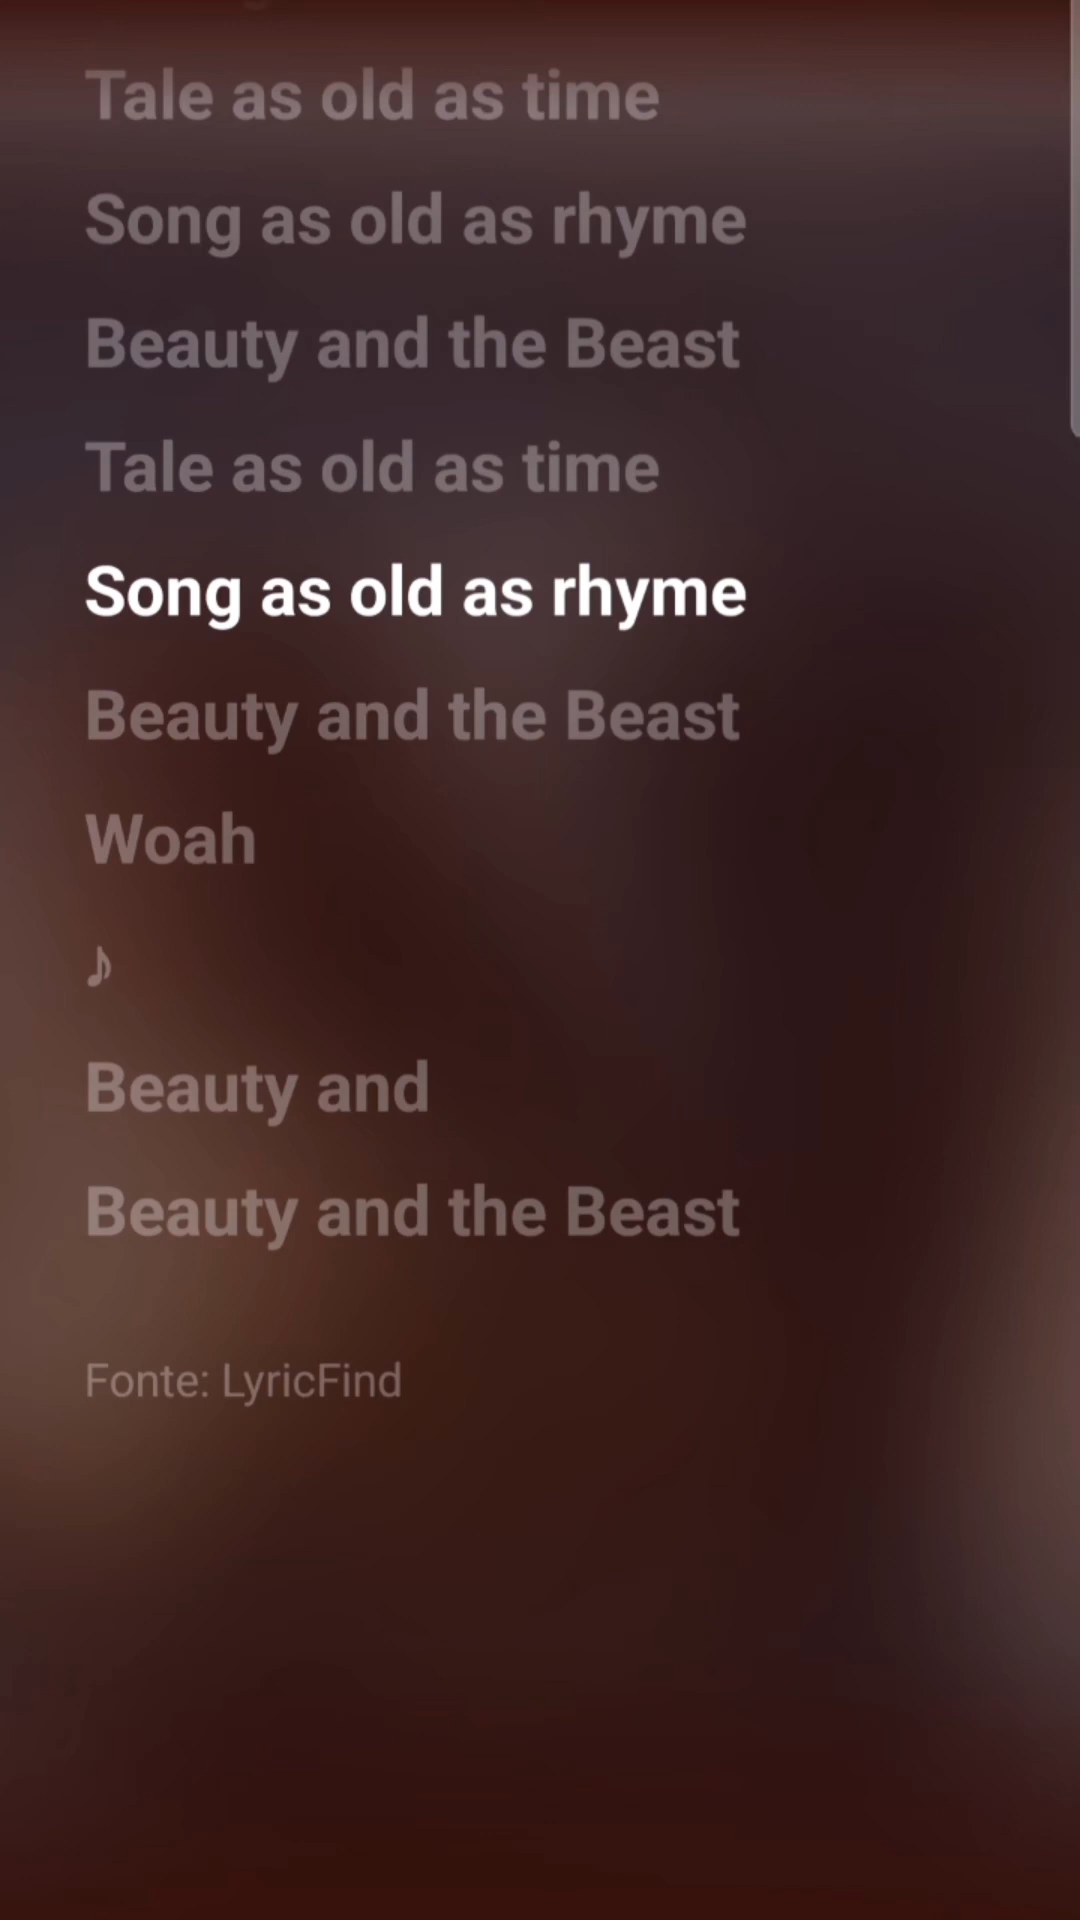 Tale as old as time
Song as old as rhyme
Beauty and the Beast
Tale as old as time
Song as old as rhyme
Beauty and the Beast
Woah
♪
Beauty and
Beauty and the Beast
Fonte: LyricFind